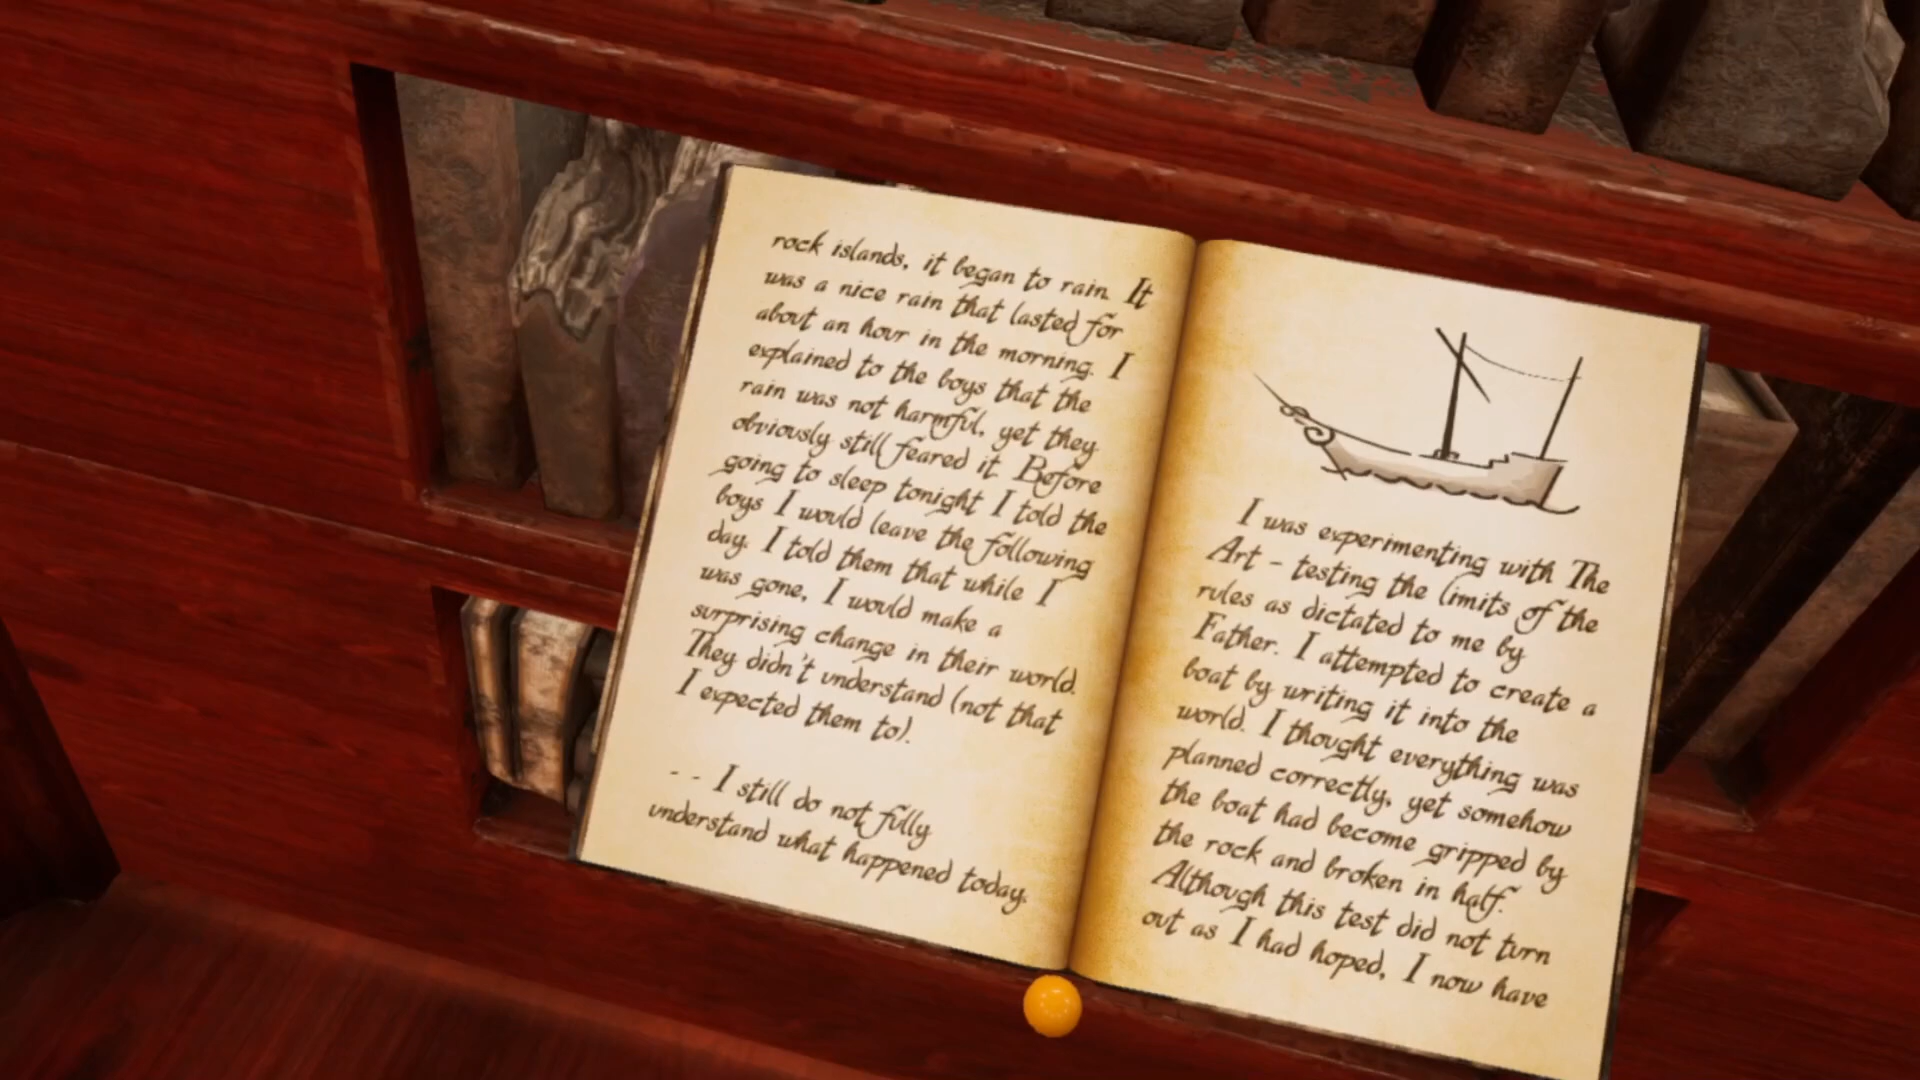 rock islands, it began to rain. It
was a nice rain that lasted for
about an hour in the morning. I
explained to the boys that the
rain was not harmful, yet they
obviously still feared it. Before
going to sleep tonight I told the
boys I would leave the following
day. I told them that while I
was gone, I would make a
surprising change in their world.
They didn't understand (not that
I expected them to).
- - I still do not fully
understand what happened today.
I was experimenting with The
Art - testing the limits of the
rules as dictated to me by
Father. I attempted to create a
boat by writing it into the
world. I thought everything was
planned correctly, yet somehow
the boat had become gripped by
the rock and broken in half.
Although this test did not turn
out as I had hoped, I now have